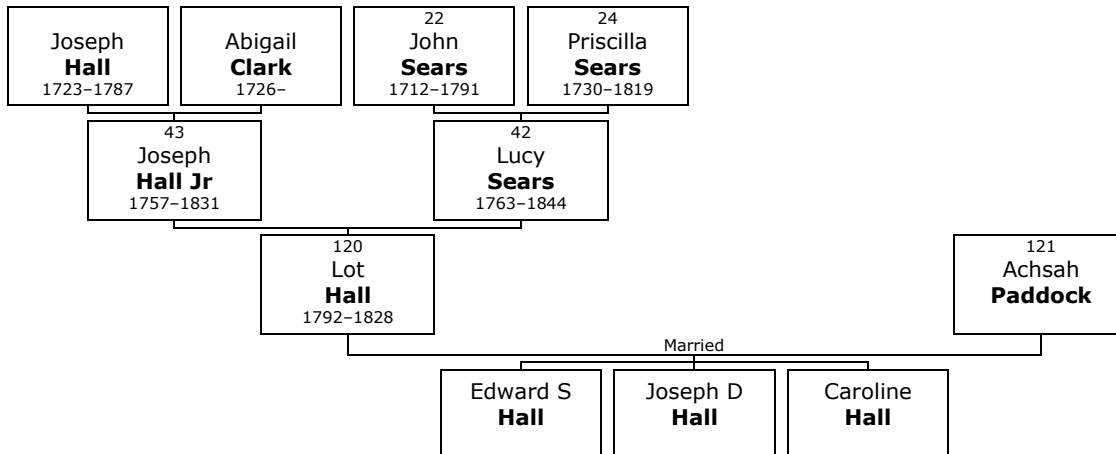 Joseph
Hall
1723–1787
Abigail
Clark
1726–
22
John
Sears
1712–1791
24
Priscilla
Sears
1730–1819
43
Joseph
Hall Jr
1757–1831
42
Lucy
Sears
1763–1844
120
Lot
Hall
1792–1828
121
Achsah
Paddock
Married
Edward S
Hall
Joseph D
Hall
Caroline
Hall